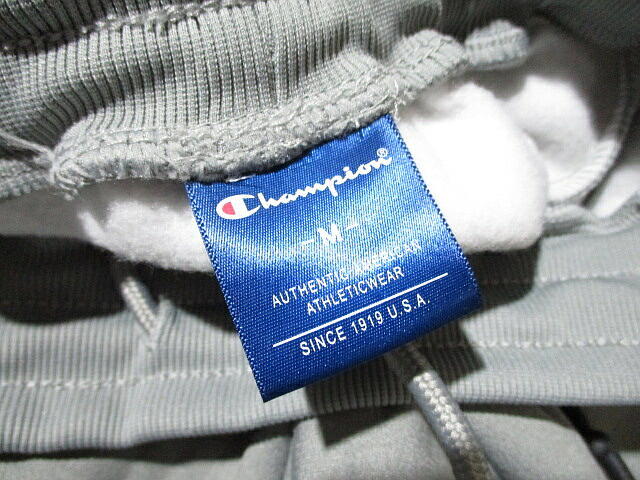 Champion®
-M-
AUTHENTIC AMERICAN
ATHLETICWEAR
SINCE 1919 U.S.A.